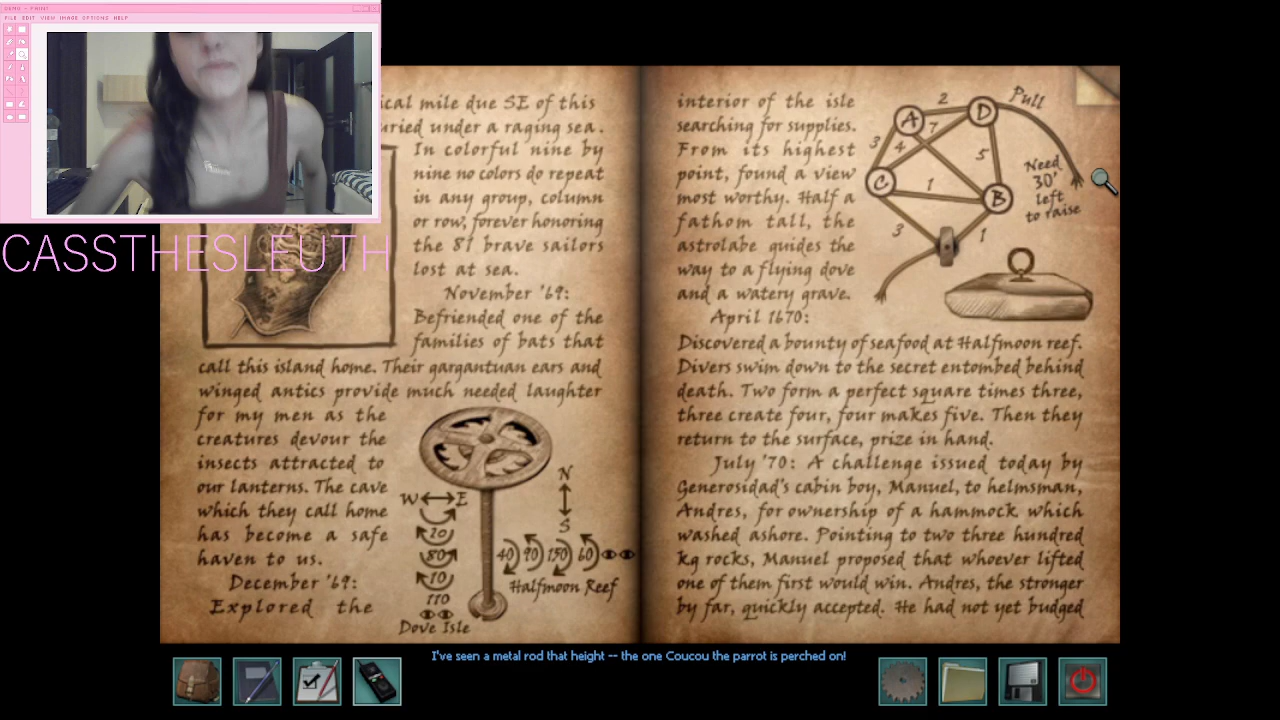 DEMO - PAINT
FILE EDIT VIEW IMAGE OPTIONS HELP
CASSTHESLEUTH
ical mile due SE of this
uried under a raging sea.
In colorful nine by
nine no colors do repeat
in any group, column
or row, forever honoring
the 81 brave sailors
lost at sea.
November '69:
Befriended one of the
families of bats that
call this island home. Their gargantuan ears and
winged antics provide much needed laughter
for my men as the
creatures devour the
insects attracted to
our lanterns. The cave
which they call home
has become a safe
haven to us.
December '69:
Explored the
W E
20
80
10
110
Dove Isle
N
S
40 90 150 60
Halfmoon Reef
interior of the isle
searching for supplies.
From its highest
point, found a view
most worthy. Half a
fathom tall, the
astrolabe guides the
way to a flying dove
and a watery grave.
A 2 D Pull
3 4 7 5
C 1 B
3 1
Need
30'
left
to raise
April 1670:
Discovered a bounty of seafood at Halfmoon reef.
Divers swim down to the secret entombed behind
death. Two form a perfect square times three,
three create four, four makes five. Then they
return to the surface, prize in hand.
July '70: A challenge issued today by
Generosidad's cabin boy, Manuel, to helmsman,
Andres, for ownership of a hammock which
washed ashore. Pointing to two three hundred
kg rocks, Manuel proposed that whoever lifted
one of them first would win. Andres, the stronger
by far, quickly accepted. He had not yet budged
I've seen a metal rod that height -- the one Coucou the parrot is perched on!